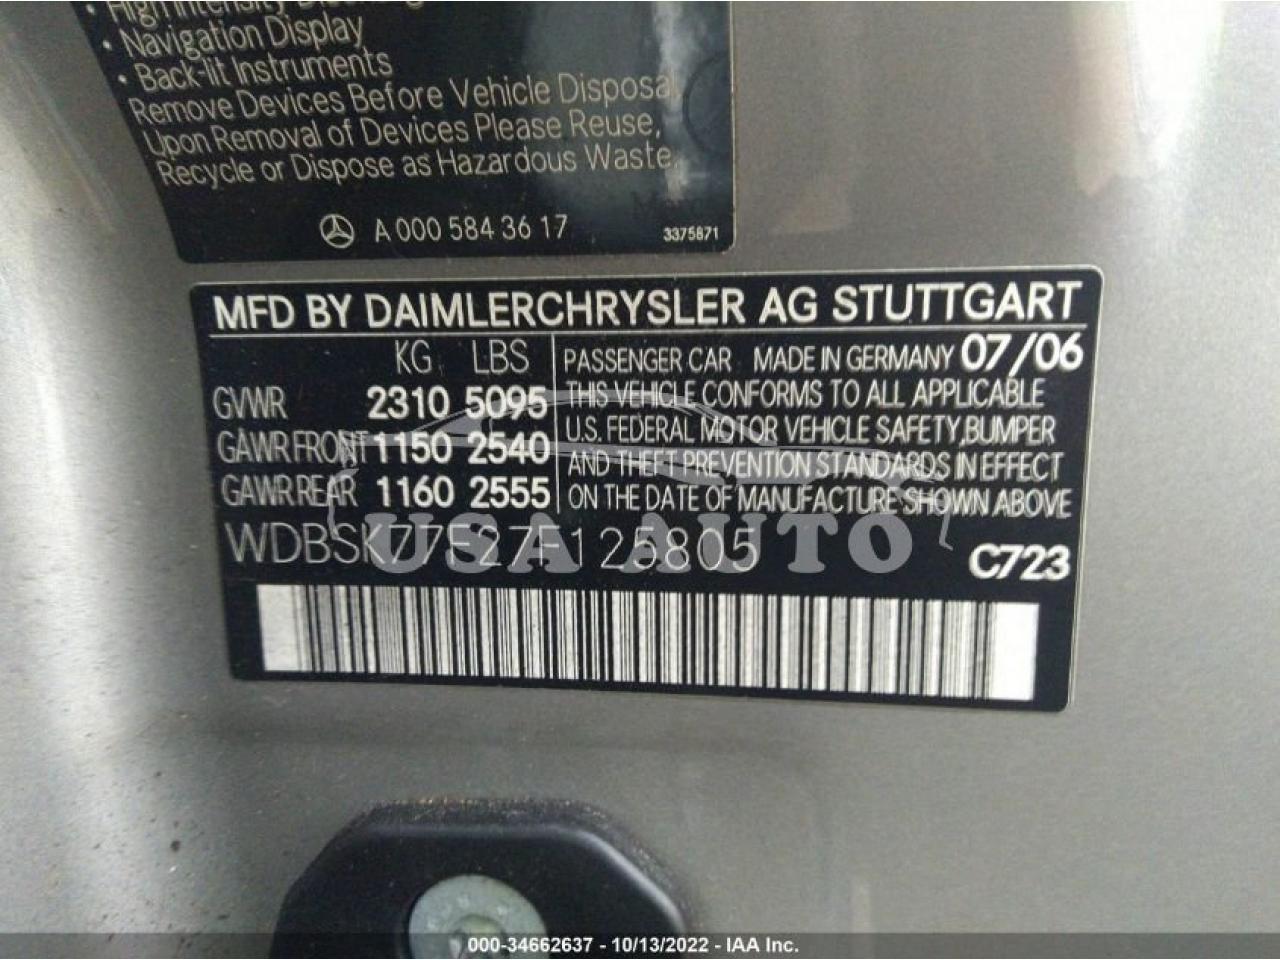 • High Intensity
• Navigation Display
• Back-lit Instruments
Remove Devices Before Vehicle Disposal
Upon Removal of Devices Please Reuse,
Recycle or Dispose as Hazardous Waste.
A 000 584 36 17
3375871
MFD BY DAIMLERCHRYSLER AG STUTTGART
KG LBS
GVWR 2310 5095
GAWR FRONT 1150 2540
GAWR REAR 1160 2555
PASSENGER CAR MADE IN GERMANY 07/06
THIS VEHICLE CONFORMS TO ALL APPLICABLE
U.S. FEDERAL MOTOR VEHICLE SAFETY, BUMPER
AND THEFT PREVENTION STANDARDS IN EFFECT
ON THE DATE OF MANUFACTURE SHOWN ABOVE
WDBSK77F27F125805
C723
USA AUTO
000-34662637 - 10/13/2022 - IAA Inc.